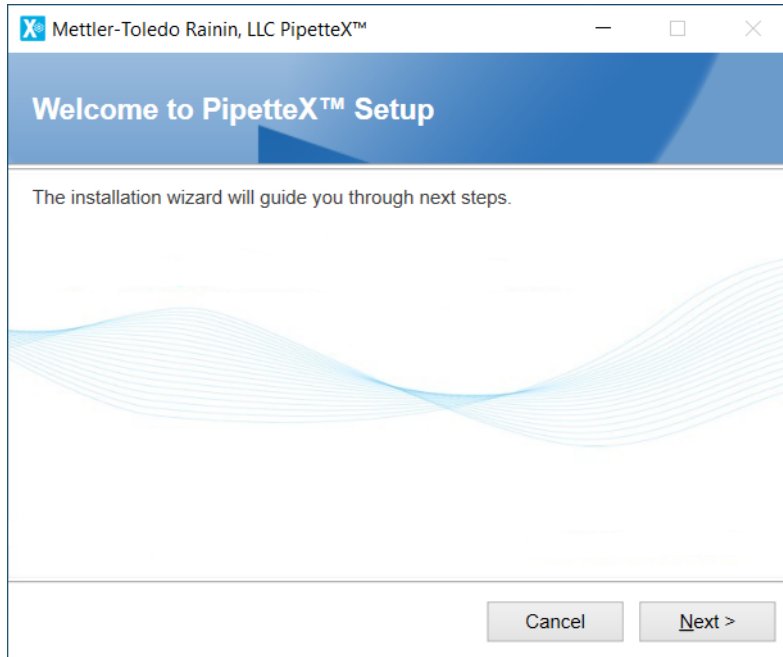 X
Mettler-Toledo Rainin, LLC PipetteX™
Welcome to PipetteX™ Setup
The installation wizard will guide you through next steps.
Cancel
Next >